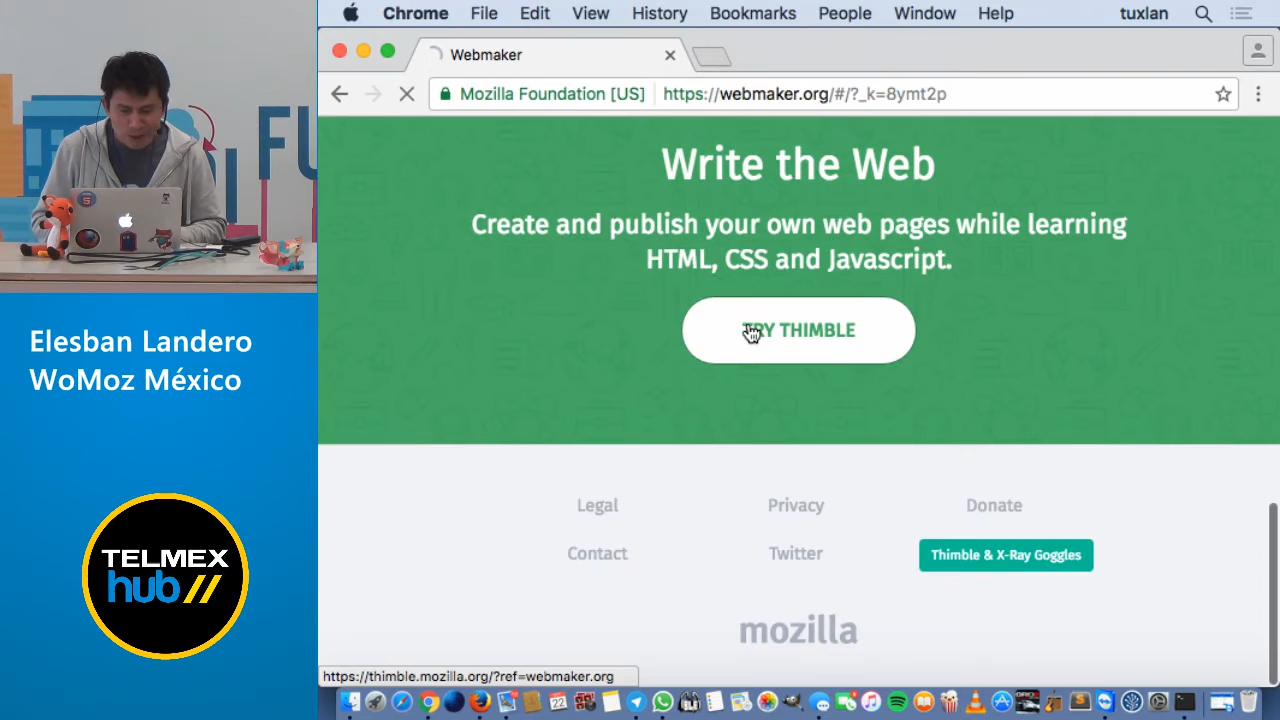 Chrome File Edit View History Bookmarks People Window Help tuxlan
Webmaker
Mozilla Foundation [US] https://webmaker.org/#/?_k=8ymt2p
Write the Web
Create and publish your own web pages while learning
HTML, CSS and Javascript.
TRY THIMBLE
Legal Privacy Donate
Contact Twitter Thimble & X-Ray Goggles
mozilla
https://thimble.mozilla.org/?ref=webmaker.org
FU
Elesban Landero
WoMoz México
TELMEX
hub//
22